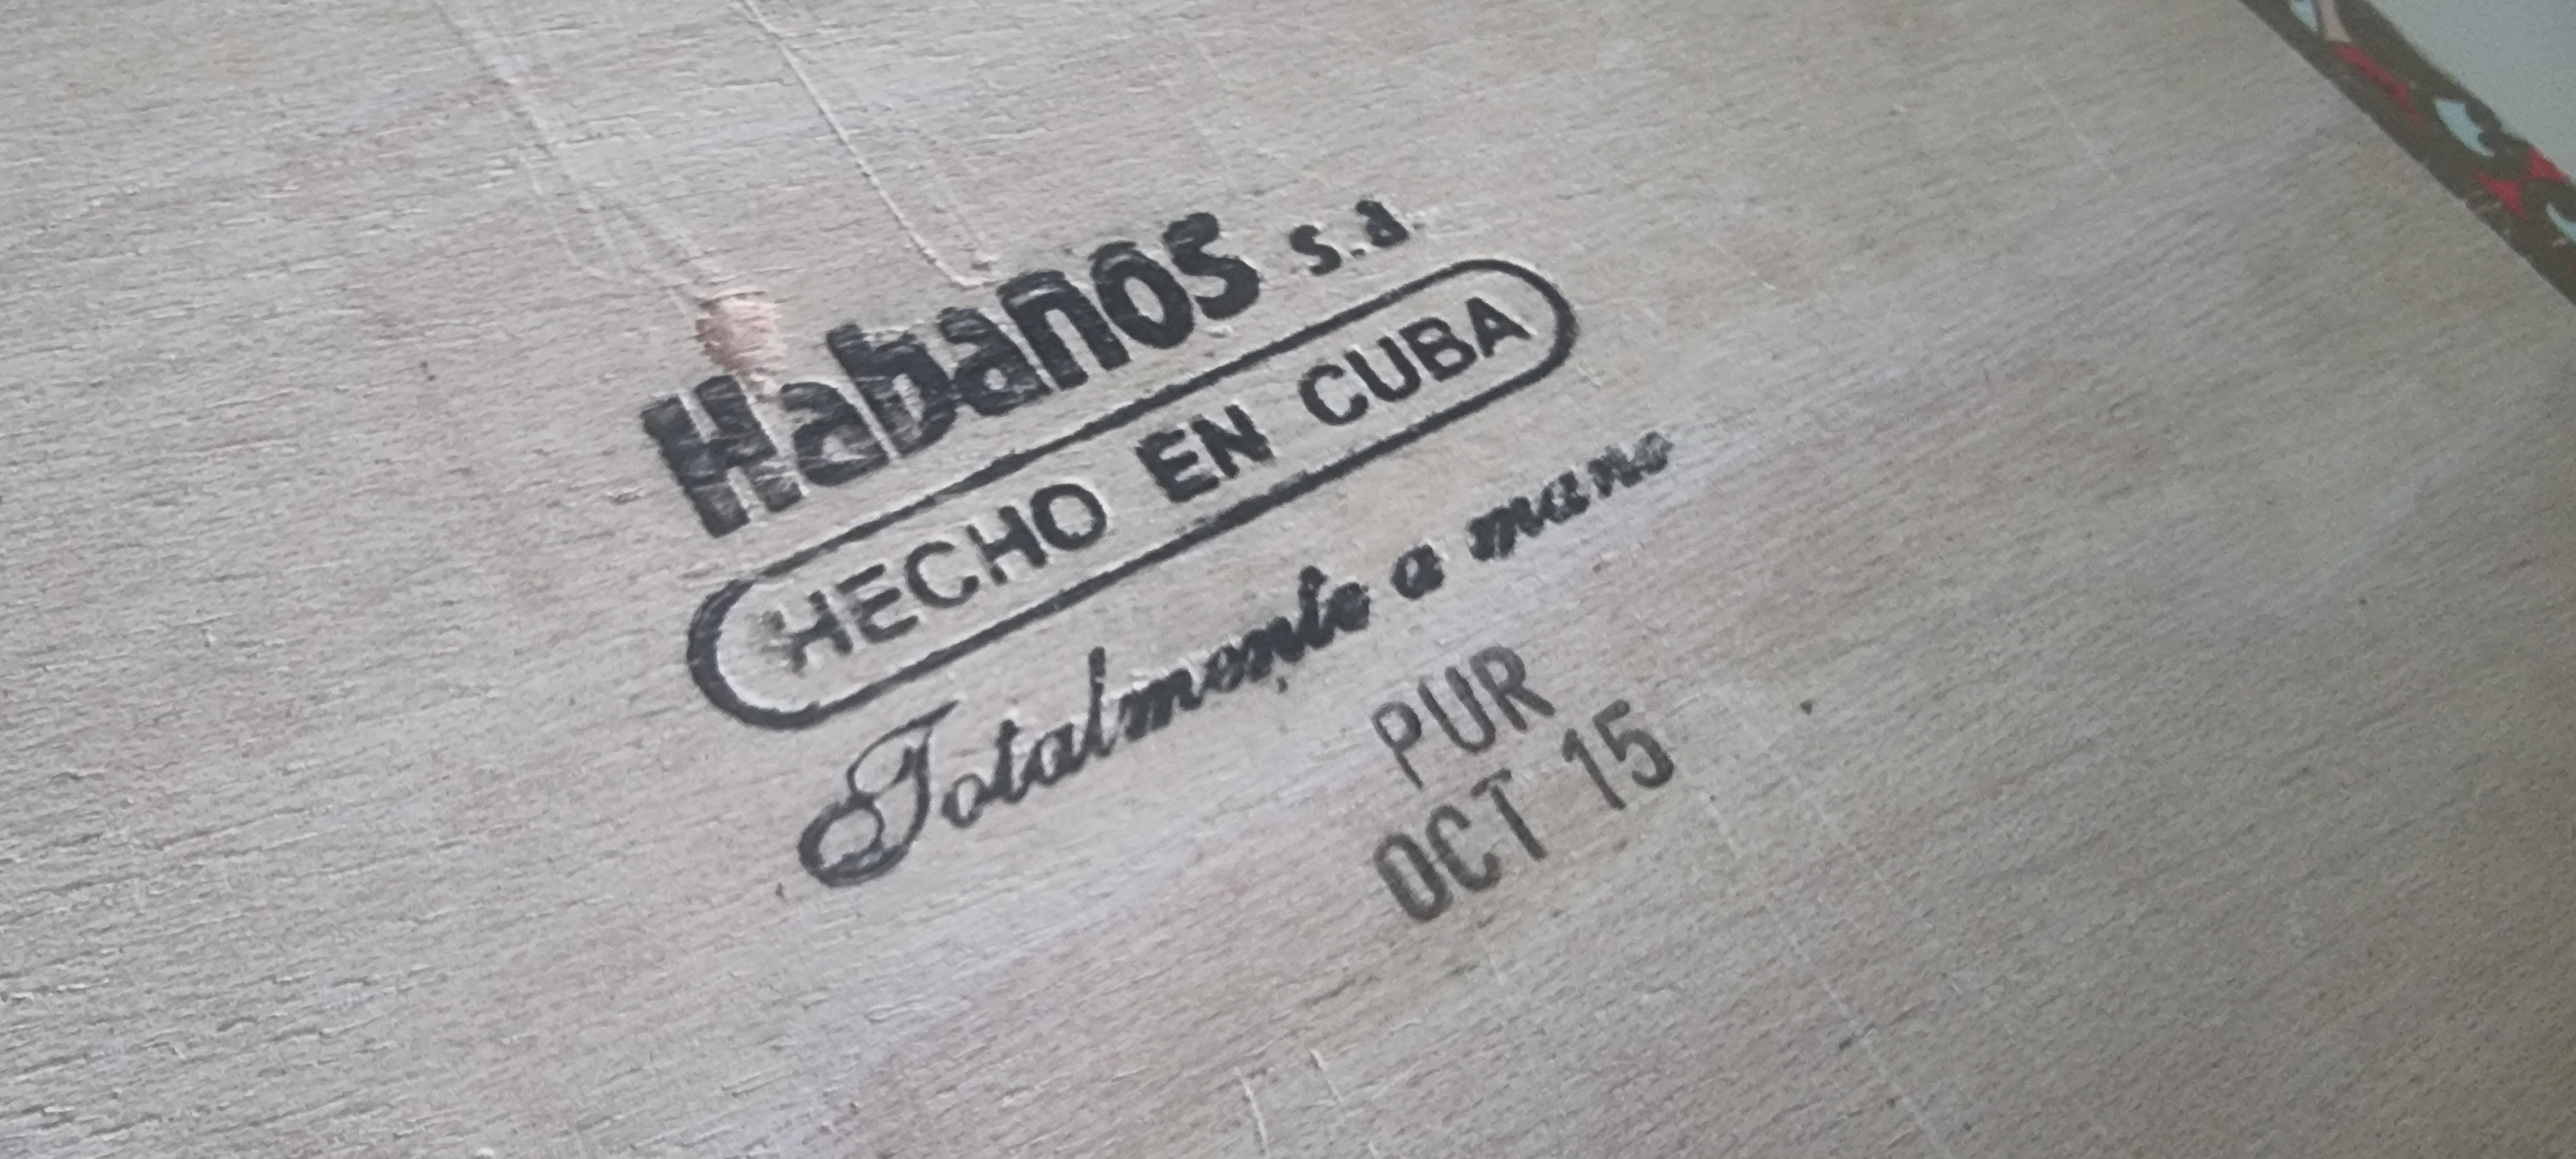 Habanos s.a.
HECHO EN CUBA
Totalmente a mano
PUR
OCT 15